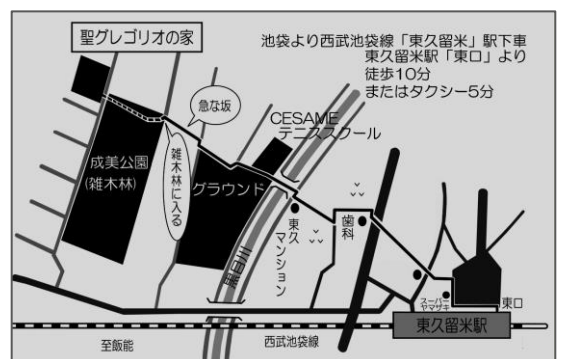 聖グレゴリオの家
池袋より西武池袋線「東久留米」駅下車
東久留米駅「東口」より
徒歩10分
またはタクシー5分
急な坂
CESAME
テニススクール
成美公園
(雑木林)
雑木林に入る
グラウンド
歯科
東久
マンション
黒目川
スーパー
ヤマザキ
東口
東久留米駅
至飯能
西武池袋線